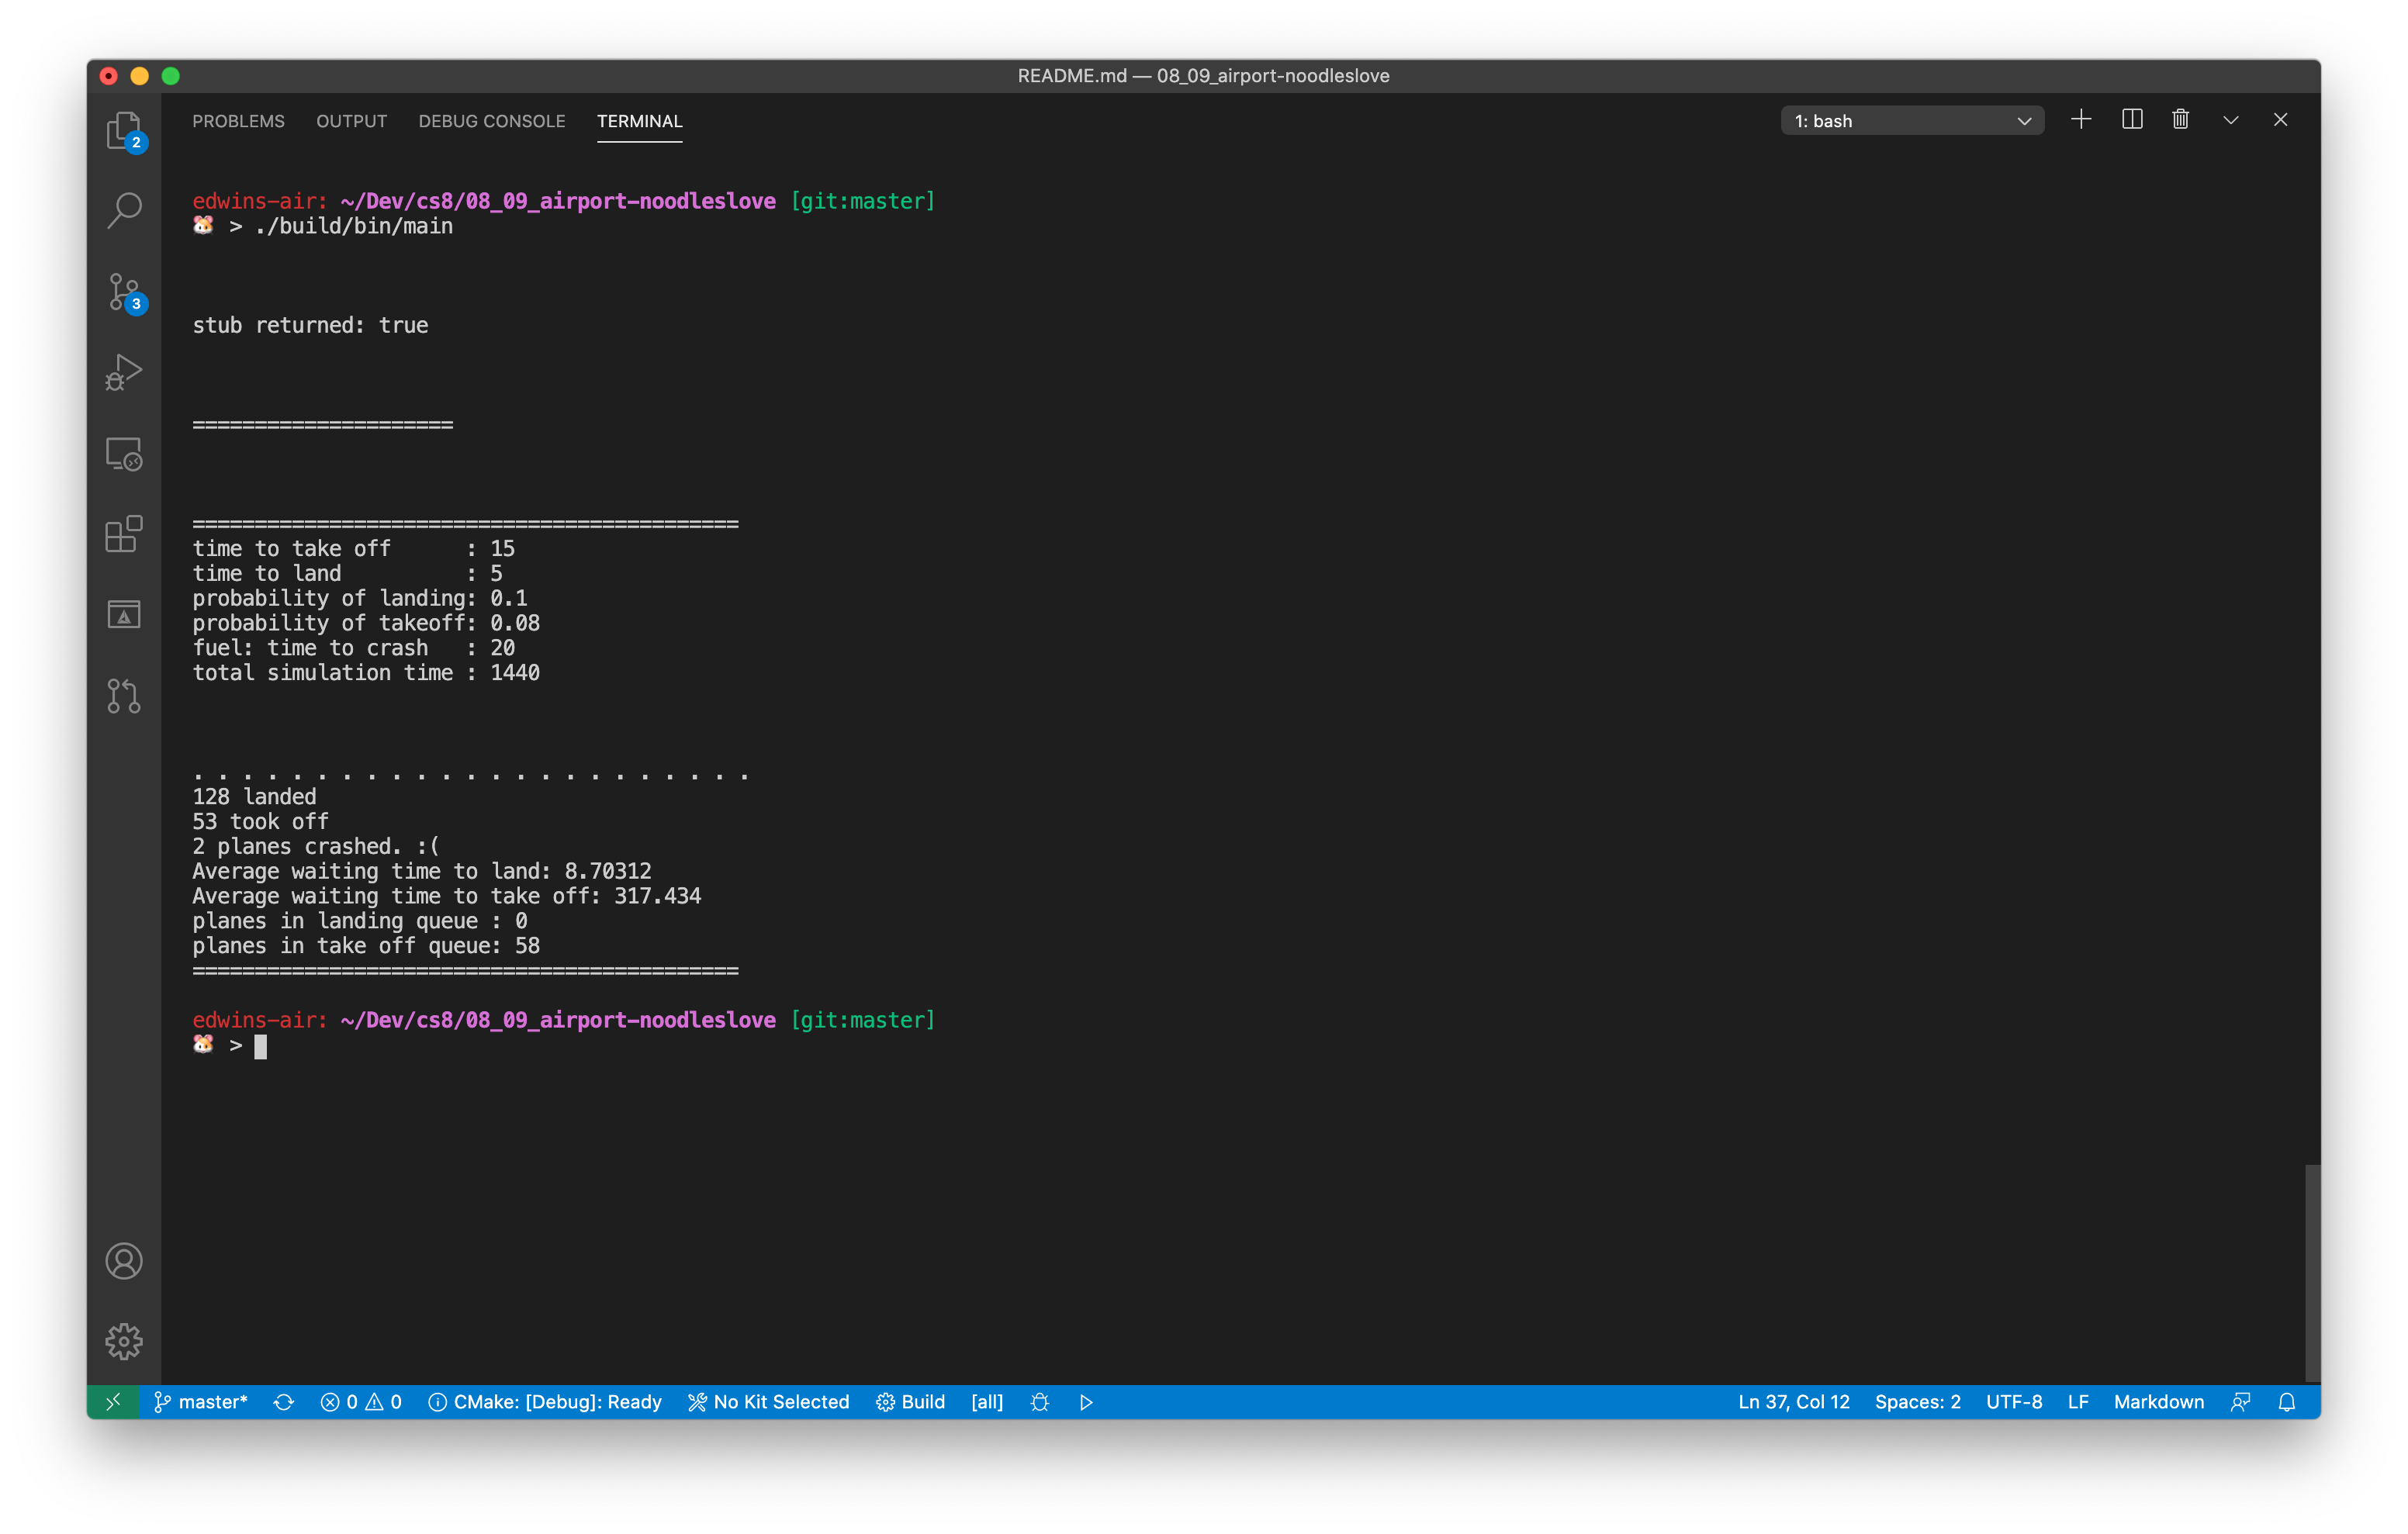 README.md — 08_09_airport-noodleslove
PROBLEMS OUTPUT DEBUG CONSOLE TERMINAL 1: bash
2
3
edwins-air: ~/Dev/cs8/08_09_airport-noodleslove [git:master]
🐹 > ./build/bin/main
stub returned: true
=====================
============================================
time to take off      : 15
time to land          : 5
probability of landing: 0.1
probability of takeoff: 0.08
fuel: time to crash   : 20
total simulation time : 1440
. . . . . . . . . . . . . . . . . . . . . . .
128 landed
53 took off
2 planes crashed. :(
Average waiting time to land: 8.70312
Average waiting time to take off: 317.434
planes in landing queue : 0
planes in take off queue: 58
============================================
edwins-air: ~/Dev/cs8/08_09_airport-noodleslove [git:master]
🐹 >
master* 0 0 CMake: [Debug]: Ready No Kit Selected Build [all] Ln 37, Col 12 Spaces: 2 UTF-8 LF Markdown